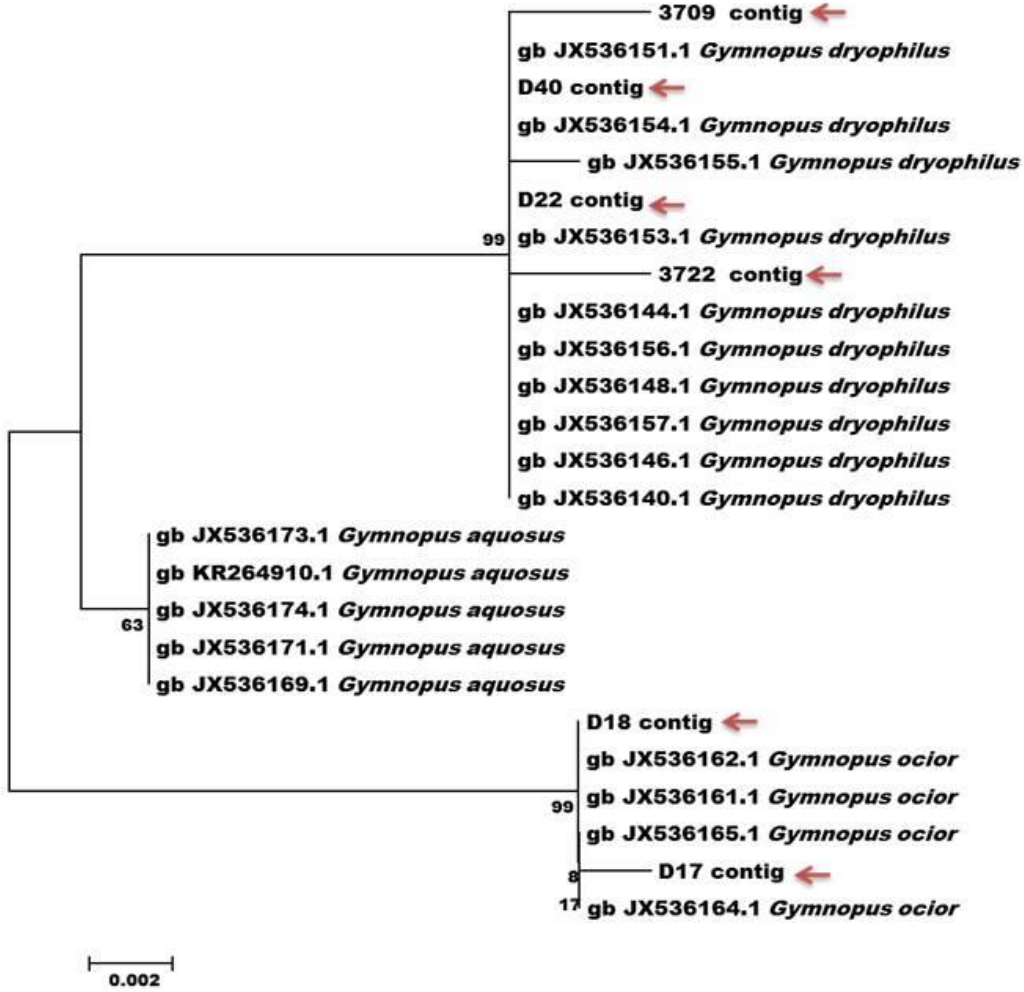 3709 contig
gb JX536151.1 Gymnopus dryophilus
D40 contig
gb JX536154.1 Gymnopus dryophilus
gb JX536155.1 Gymnopus dryophilus
D22 contig
99
gb JX536153.1 Gymnopus dryophilus
3722 contig
gb JX536144.1 Gymnopus dryophilus
gb JX536156.1 Gymnopus dryophilus
gb JX536148.1 Gymnopus dryophilus
gb JX536157.1 Gymnopus dryophilus
gb JX536146.1 Gymnopus dryophilus
gb JX536140.1 Gymnopus dryophilus
gb JX536173.1 Gymnopus aquosus
gb KR264910.1 Gymnopus aquosus
gb JX536174.1 Gymnopus aquosus
63
gb JX536171.1 Gymnopus aquosus
gb JX536169.1 Gymnopus aquosus
D18 contig
gb JX536162.1 Gymnopus ocior
gb JX536161.1 Gymnopus ocior
99
gb JX536165.1 Gymnopus ocior
D17 contig
8
17
gb JX536164.1 Gymnopus ocior
0.002